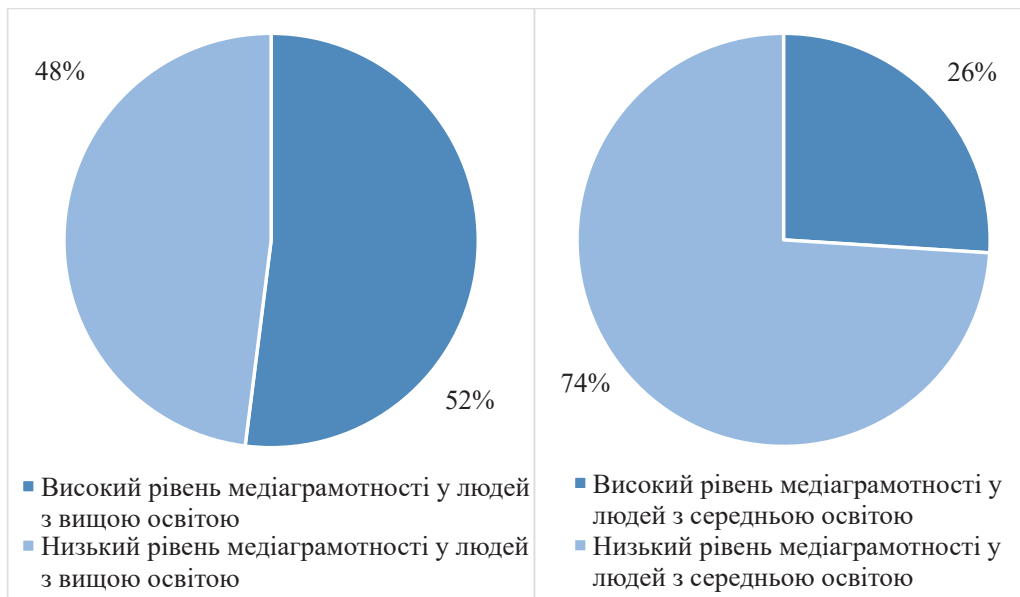 48%
52%
■ Високий рівень медіаграмотності у людей
з вищою освітою
■ Низький рівень медіаграмотності у людей
з вищою освітою
26%
74%
■ Високий рівень медіаграмотності у
людей з середньою освітою
■ Низький рівень медіаграмотності у
людей з середньою освітою